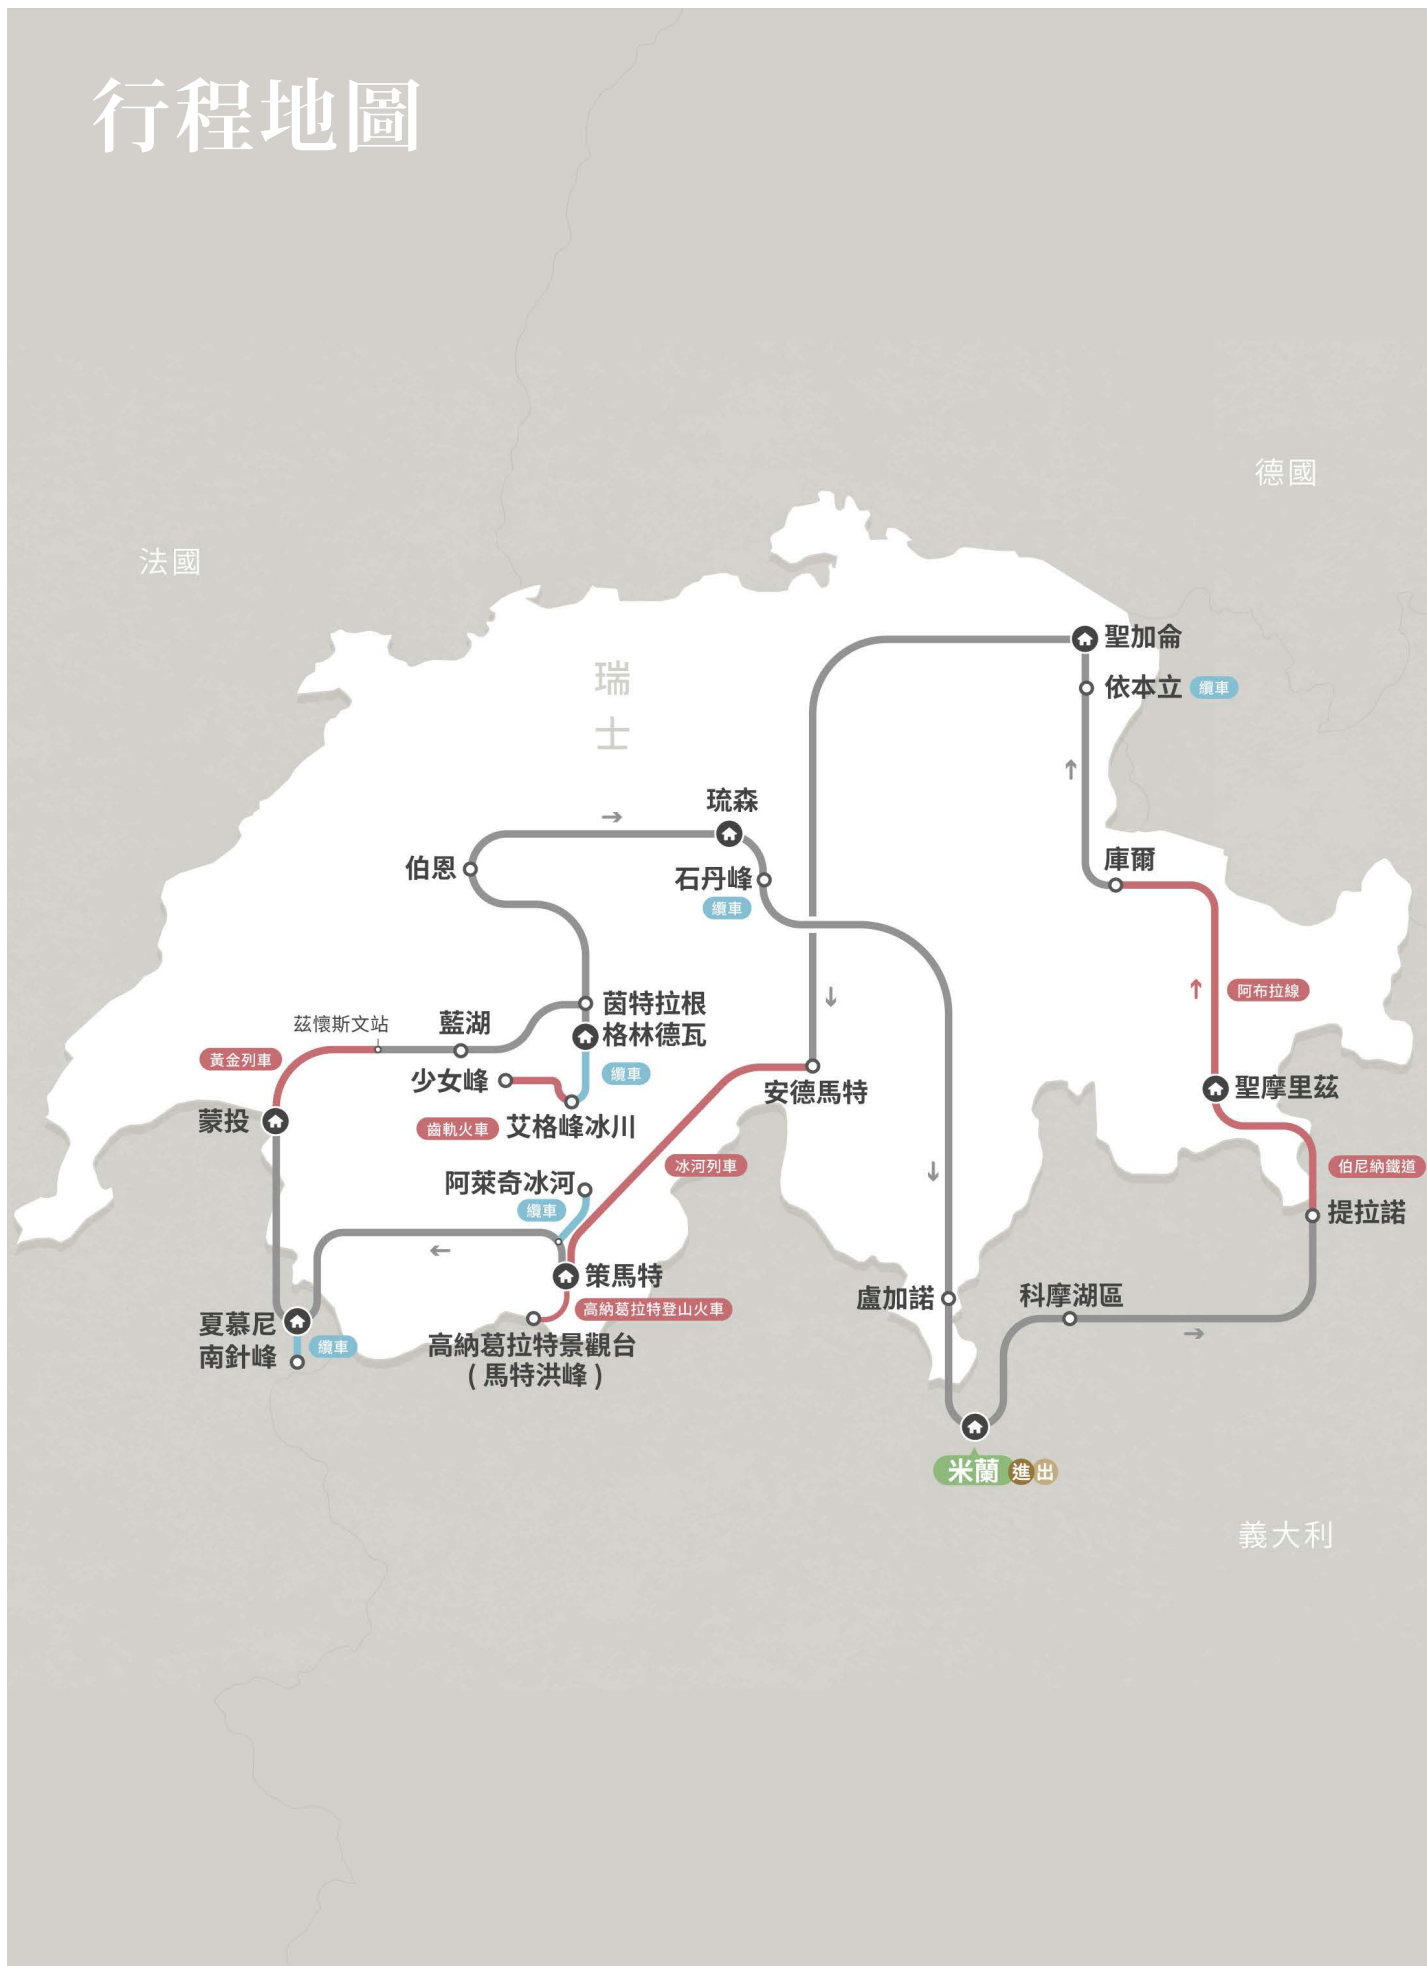 行程地圖
德國
法國
瑞士
聖加侖
依本立 纜車
琉森
伯恩
石丹峰
纜車
庫爾
阿布拉線
茵特拉根
格林德瓦
茲懷斯文站
藍湖
黃金列車
少女峰
纜車
安德馬特
聖摩里茲
蒙投
齒軌火車
艾格峰冰川
冰河列車
伯尼納鐵道
阿萊奇冰河
纜車
提拉諾
策馬特
高納葛拉特登山火車
盧加諾
科摩湖區
夏慕尼
南針峰
纜車
高納葛拉特景觀台
(馬特洪峰)
米蘭 進 出
義大利